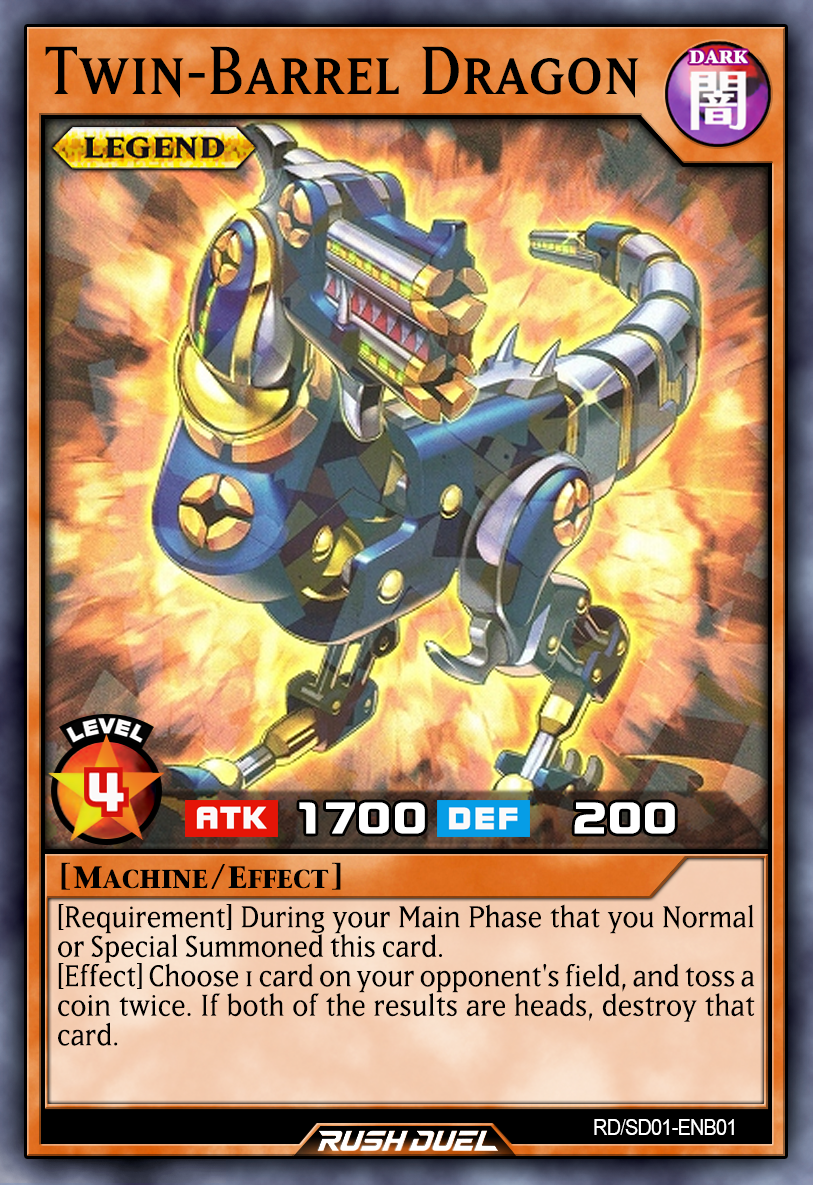 Twin-Barrel Dragon
DARK
闇
LEGEND
LEVEL
4
ATK 1700 DEF 200
[Machine/Effect]
[Requirement] During your Main Phase that you Normal
or Special Summoned this card.
[Effect] Choose 1 card on your opponent's field, and toss a
coin twice. If both of the results are heads, destroy that
card.
RUSH DUEL
RD/SD01-ENB01